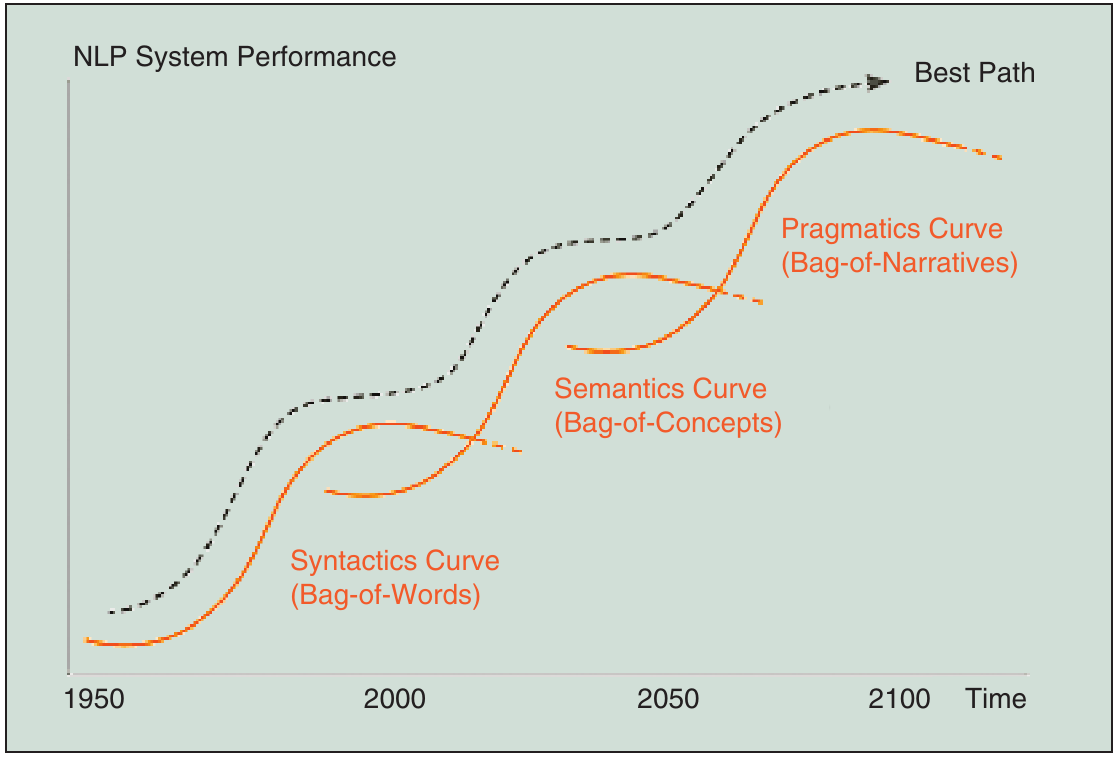 NLP System Performance
Best Path
Pragmatics Curve
(Bag-of-Narratives)
Semantics Curve
(Bag-of-Concepts)
Syntactics Curve
(Bag-of-Words)
1950 2000 2050 2100 Time